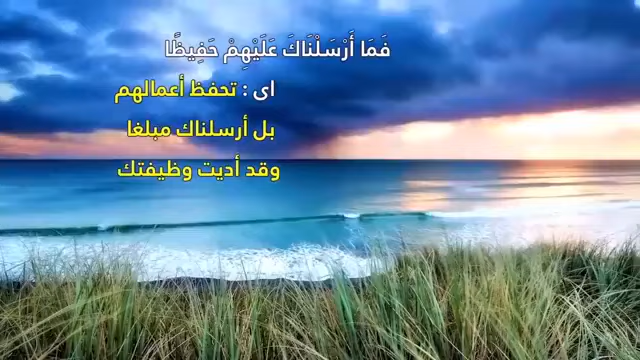 فَمَا أَرْسَلْنَاكَ عَلَيْهِمْ حَفِيظًا
اى : تحفظ أعمالهم
بل أرسلناك مبلغا
وقد أديت وظيفتك